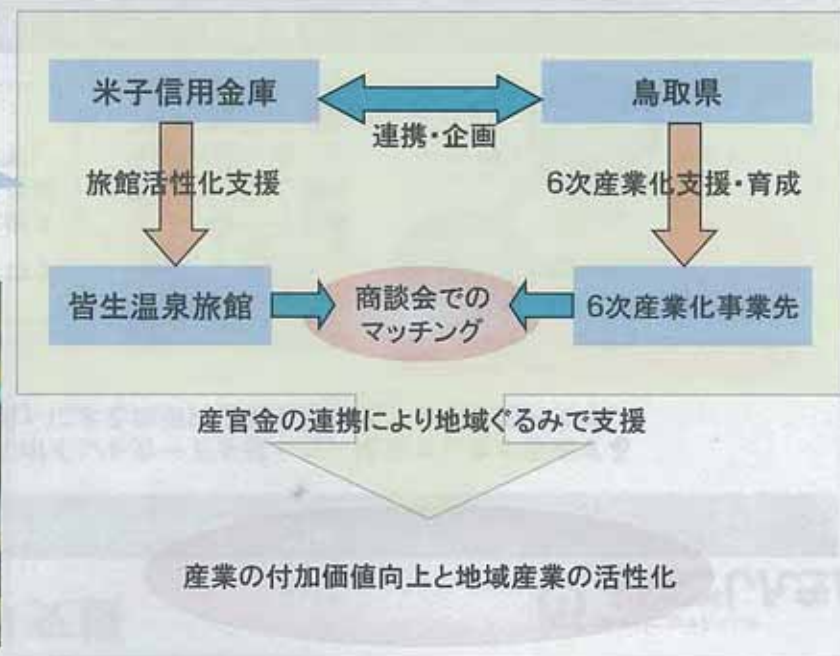 米子信用金庫
鳥取県
連携・企画
旅館活性化支援
6次産業化支援・育成
皆生温泉旅館
商談会での
マッチング
6次産業化事業先
産官金の連携により地域ぐるみで支援
産業の付加価値向上と地域産業の活性化